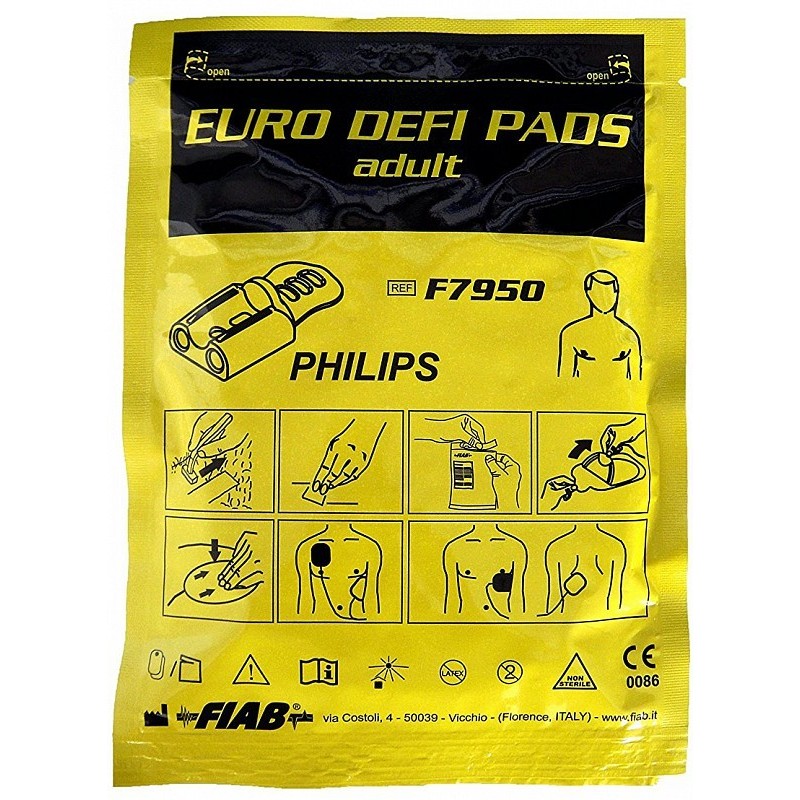 open
open
EURO DEFI PADS
adult
REF F7950
PHILIPS
LATEX
2
NON
STERILE
CE
0086
FIAB®
via Costoli, 4 - 50039 - Vicchio - (Florence, ITALY) - www.fiab.it